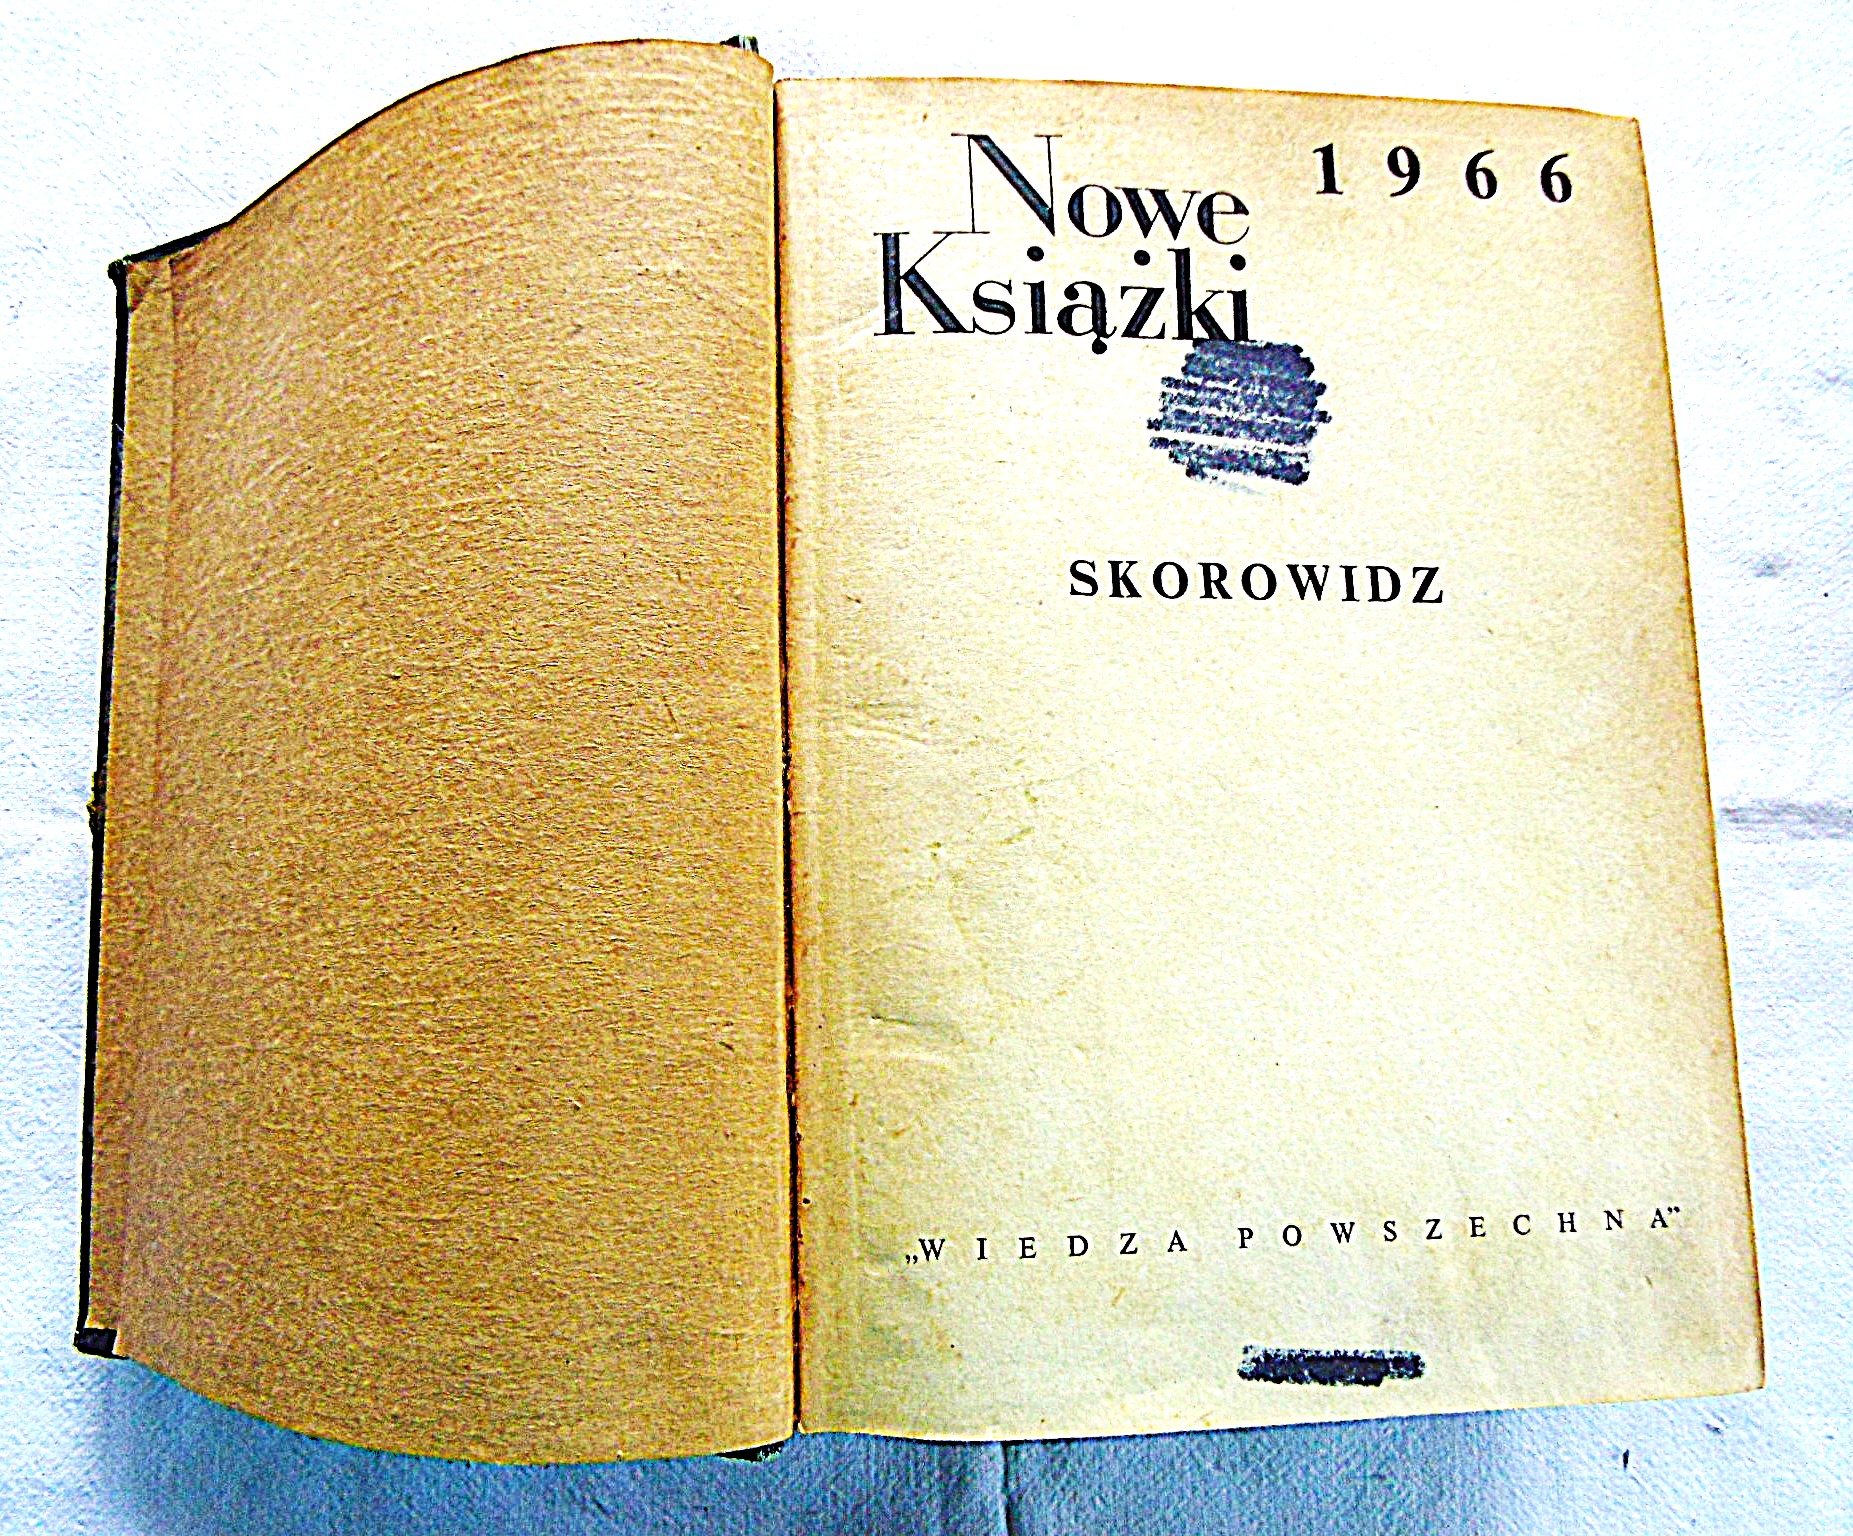 Nowe
Książki
1966
SKOROWIDZ
„WIEDZA POWSZECHNA”